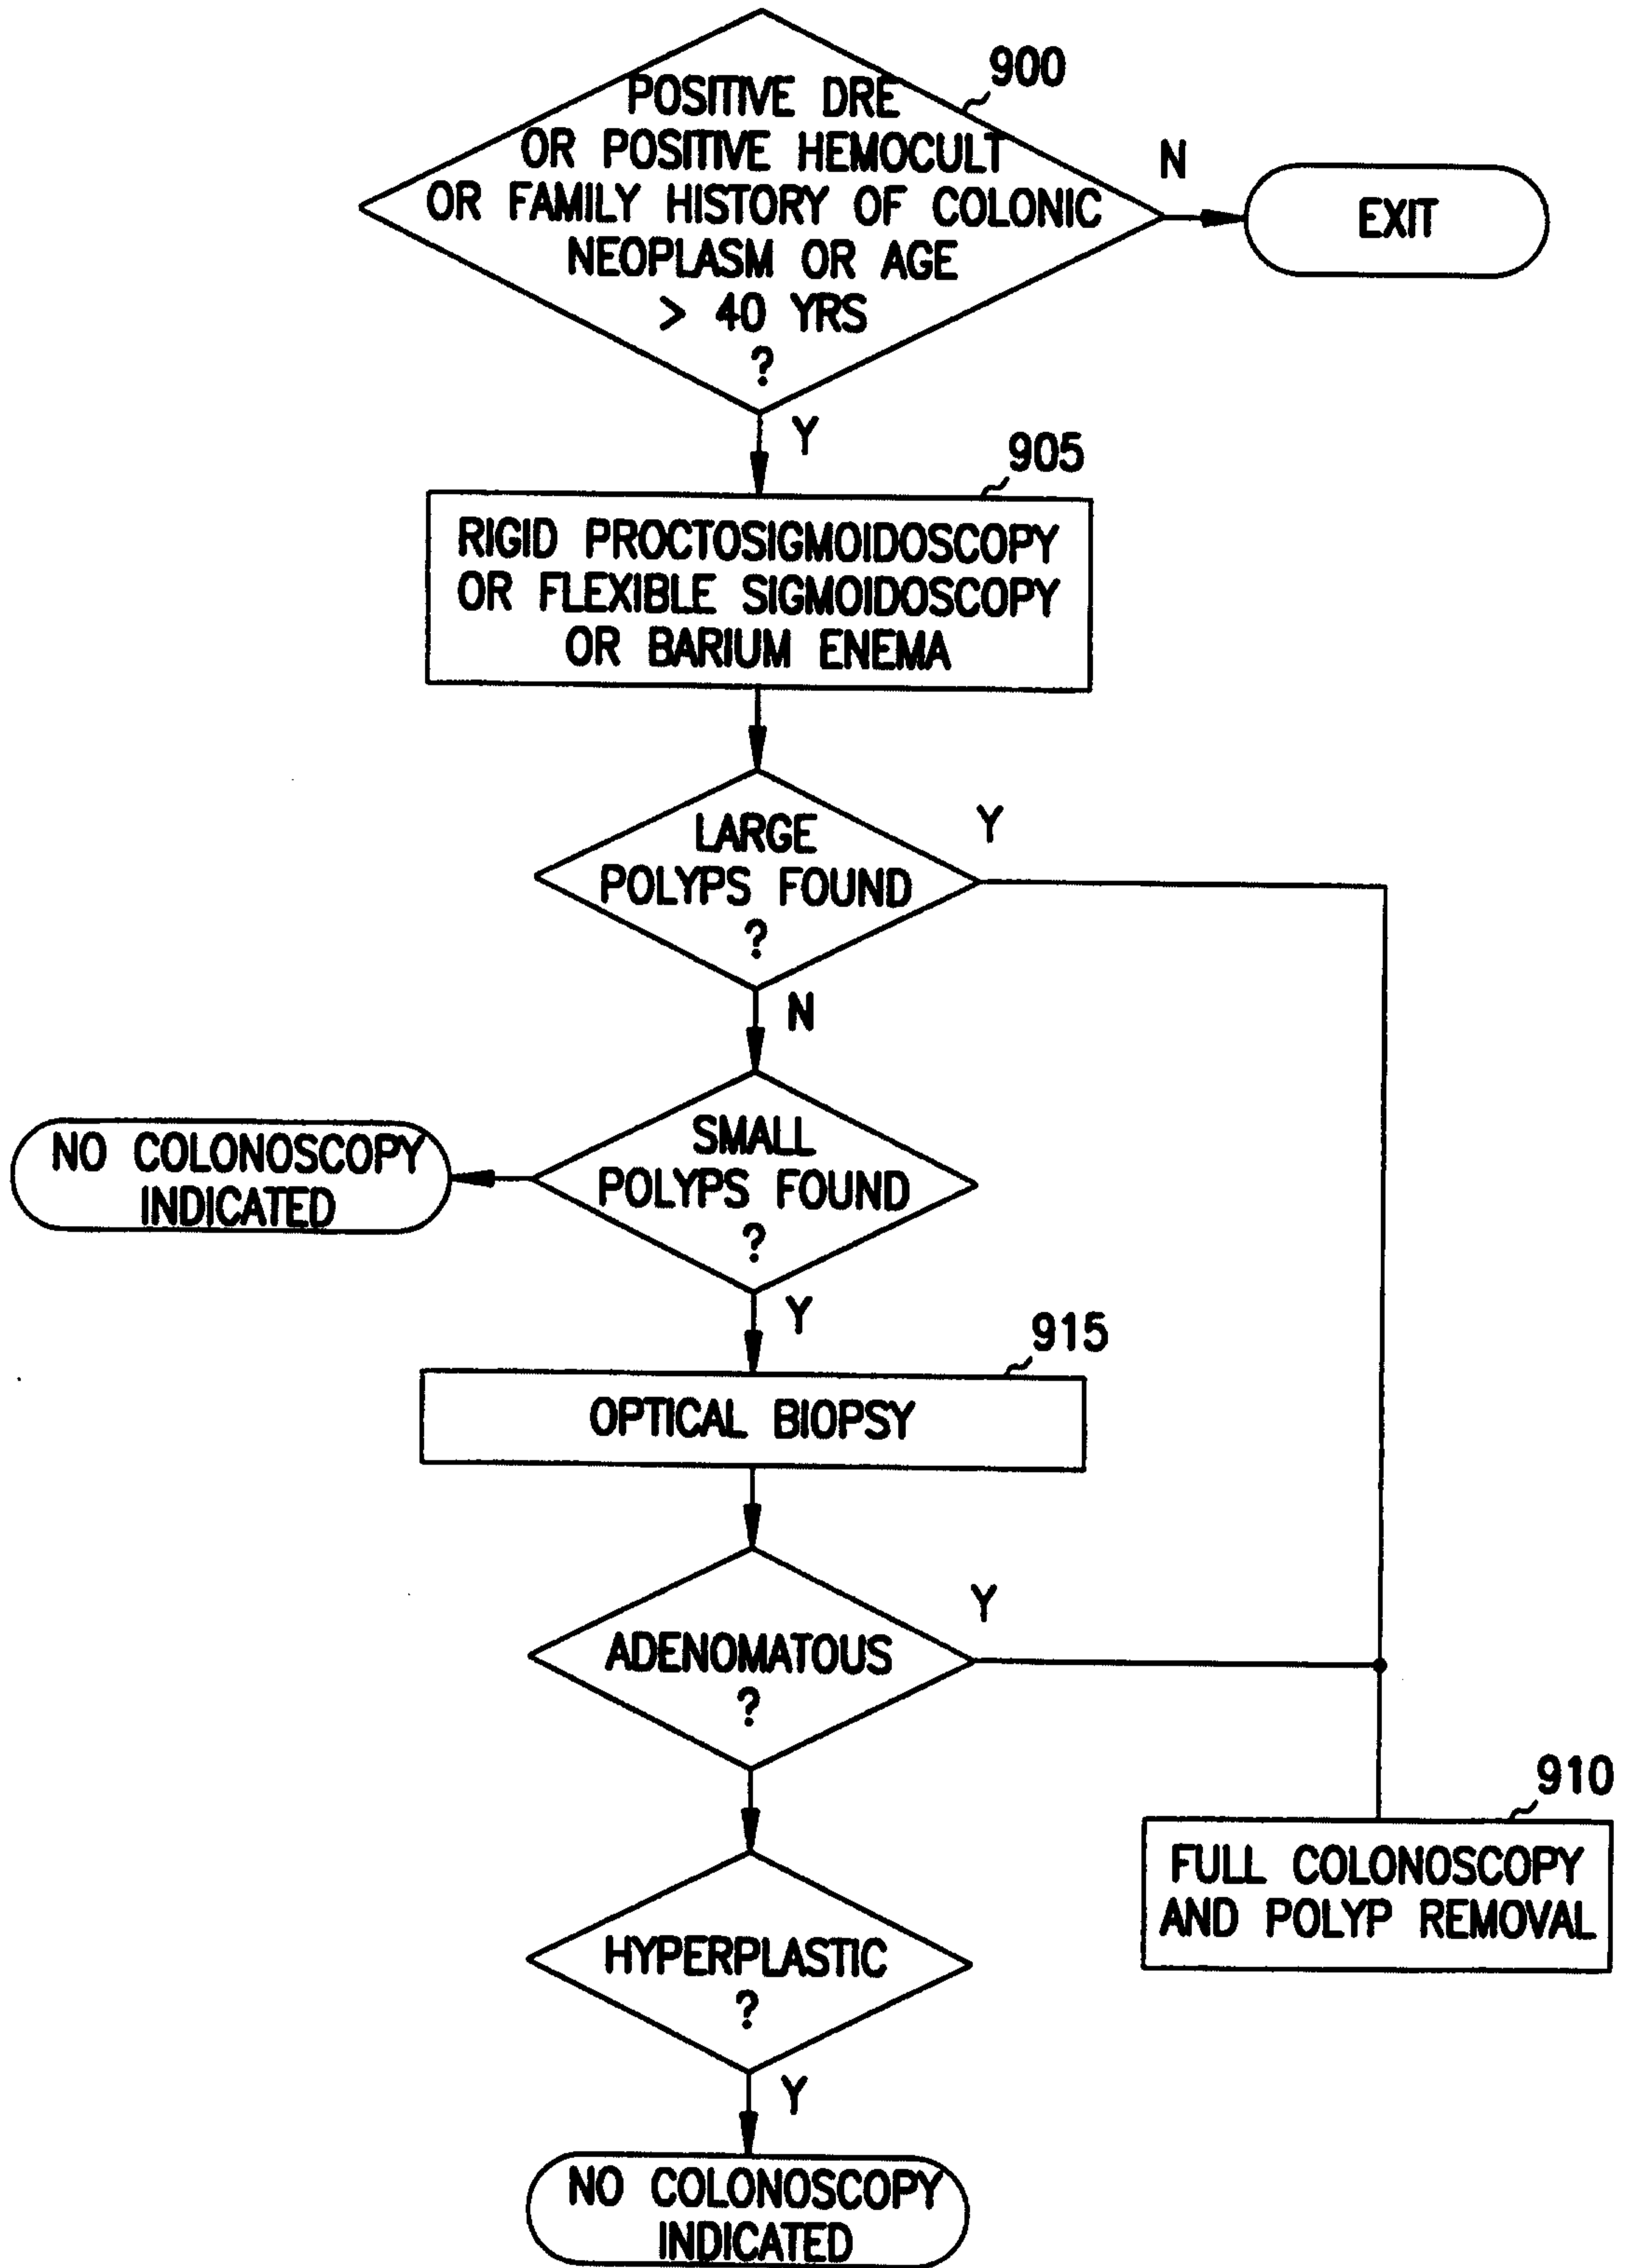 900
POSITIVE DRE
OR POSITIVE HEMOCULT
OR FAMILY HISTORY OF COLONIC
NEOPLASM OR AGE
> 40 YRS
?
N
EXIT
Y
905
RIGID PROCTOSIGMOIDOSCOPY
OR FLEXIBLE SIGMOIDOSCOPY
OR BARIUM ENEMA
LARGE
POLYPS FOUND
?
Y
N
SMALL
POLYPS FOUND
?
NO COLONOSCOPY
INDICATED
Y
915
OPTICAL BIOPSY
ADENOMATOUS
?
Y
910
FULL COLONOSCOPY
AND POLYP REMOVAL
HYPERPLASTIC
?
Y
NO COLONOSCOPY
INDICATED